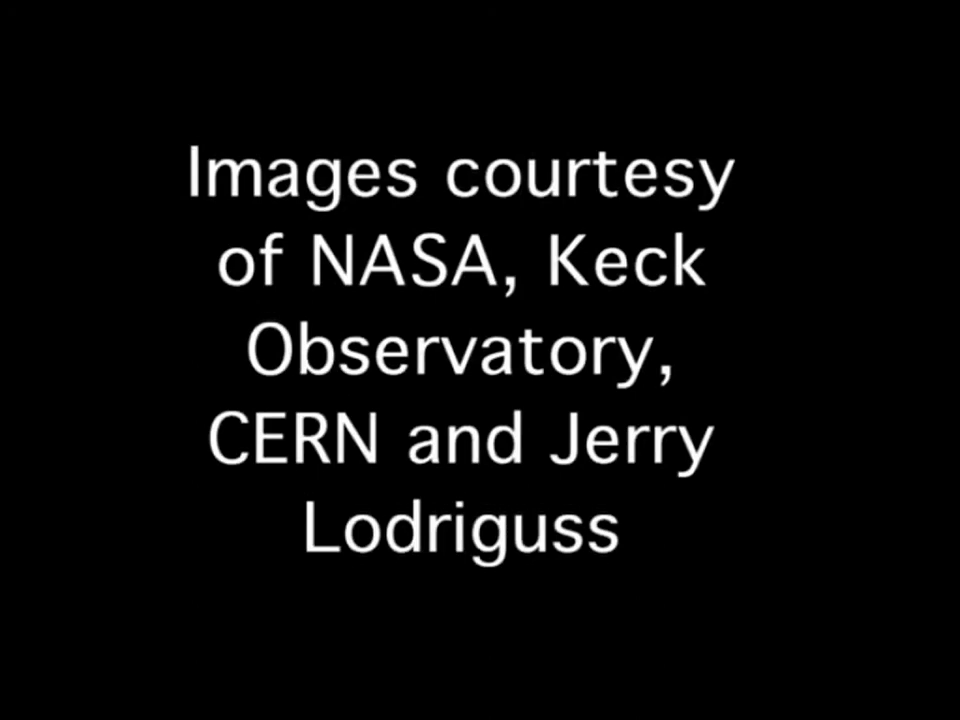 Images courtesy
of NASA, Keck
Observatory,
CERN and Jerry
Lodriguss